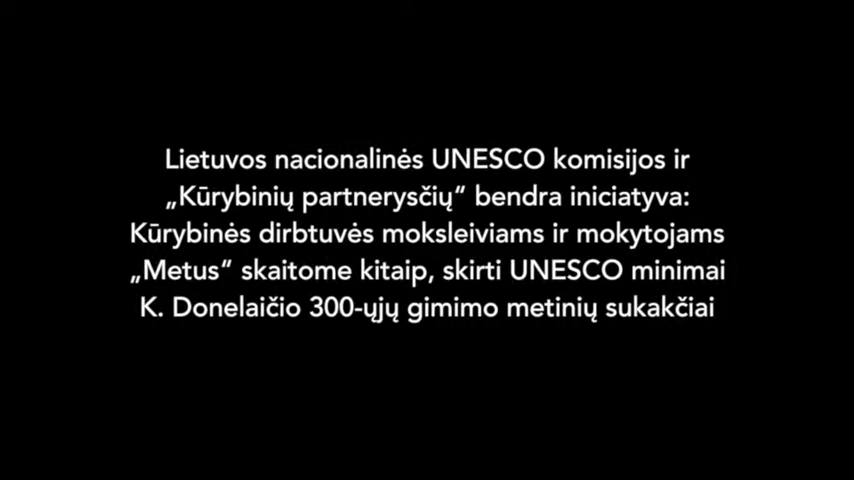 Lietuvos nacionalinės UNESCO komisijos ir
„Kūrybinių partnerysčių“ bendra iniciatyva:
Kūrybinės dirbtuvės moksleiviams ir mokytojams
„Metus“ skaitome kitaip, skirti UNESCO minimai
K. Donelaičio 300-ųjų gimimo metinių sukakčiai